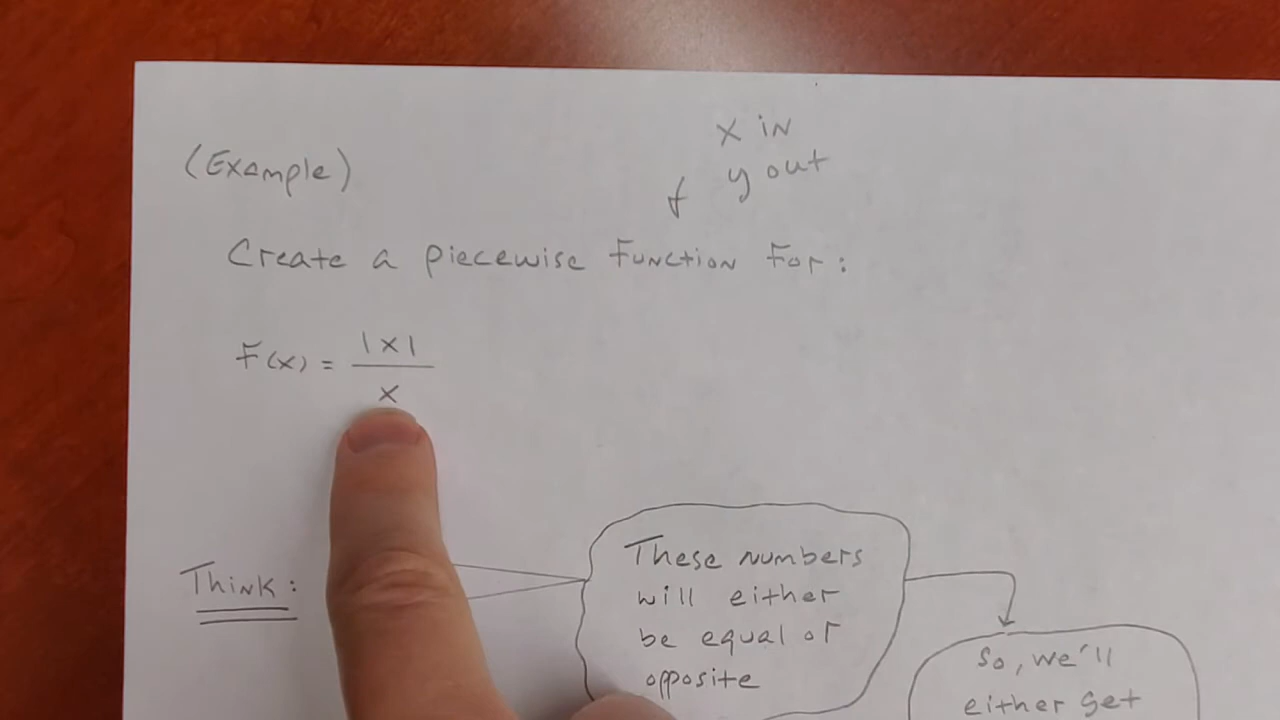 x in
y out
f
(Example)
Create a piecewise function for:
F(x) = |x| / x
Think:
These numbers
will either
be equal or
opposite
So, we'll
either get